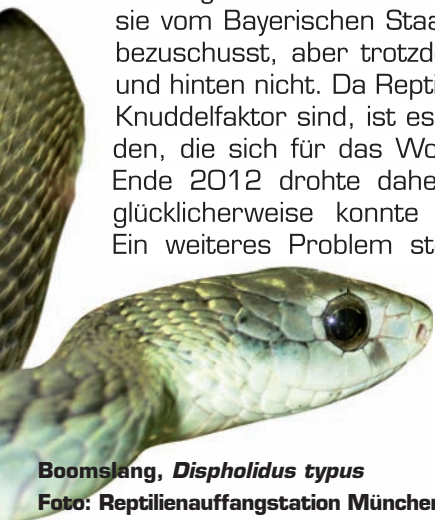 sie vom Bayerischen Staa
bezuschusst, aber trotzd
und hinten nicht. Da Repti
Knuddelfaktor sind, ist es
den, die sich für das Wo
Ende 2012 drohte dahe
glücklicherweise konnte
Ein weiteres Problem st
Boomslang, Dispholidus typus
Foto: Reptilienauffangstation München